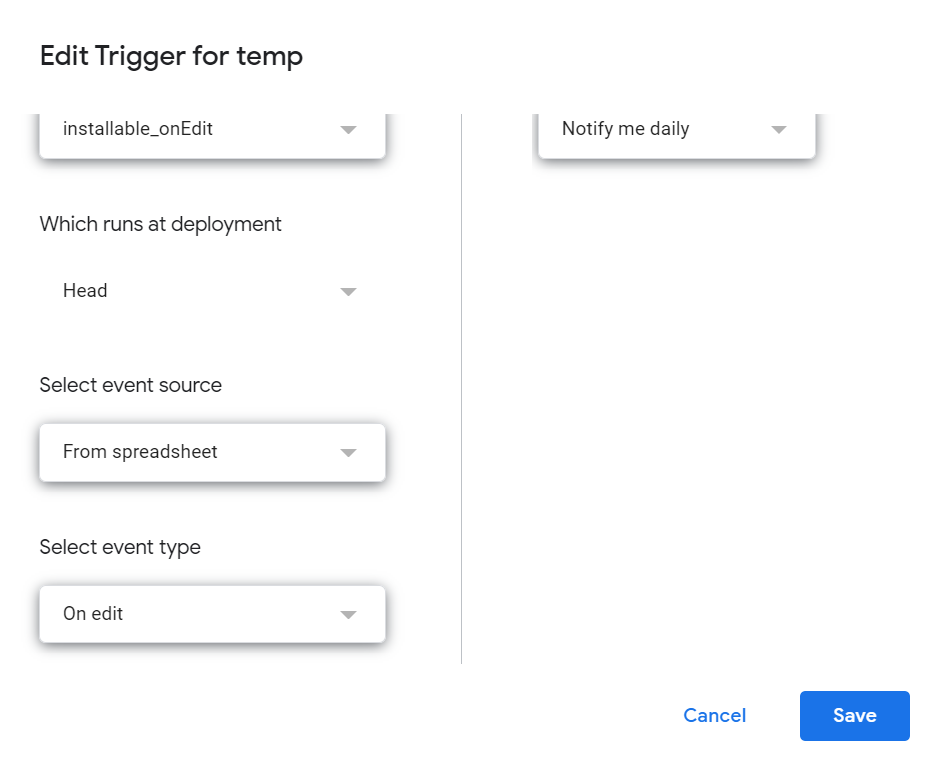 Edit Trigger for temp
installable_onEdit
Notify me daily
Which runs at deployment
Head
Select event source
From spreadsheet
Select event type
On edit
Cancel
Save